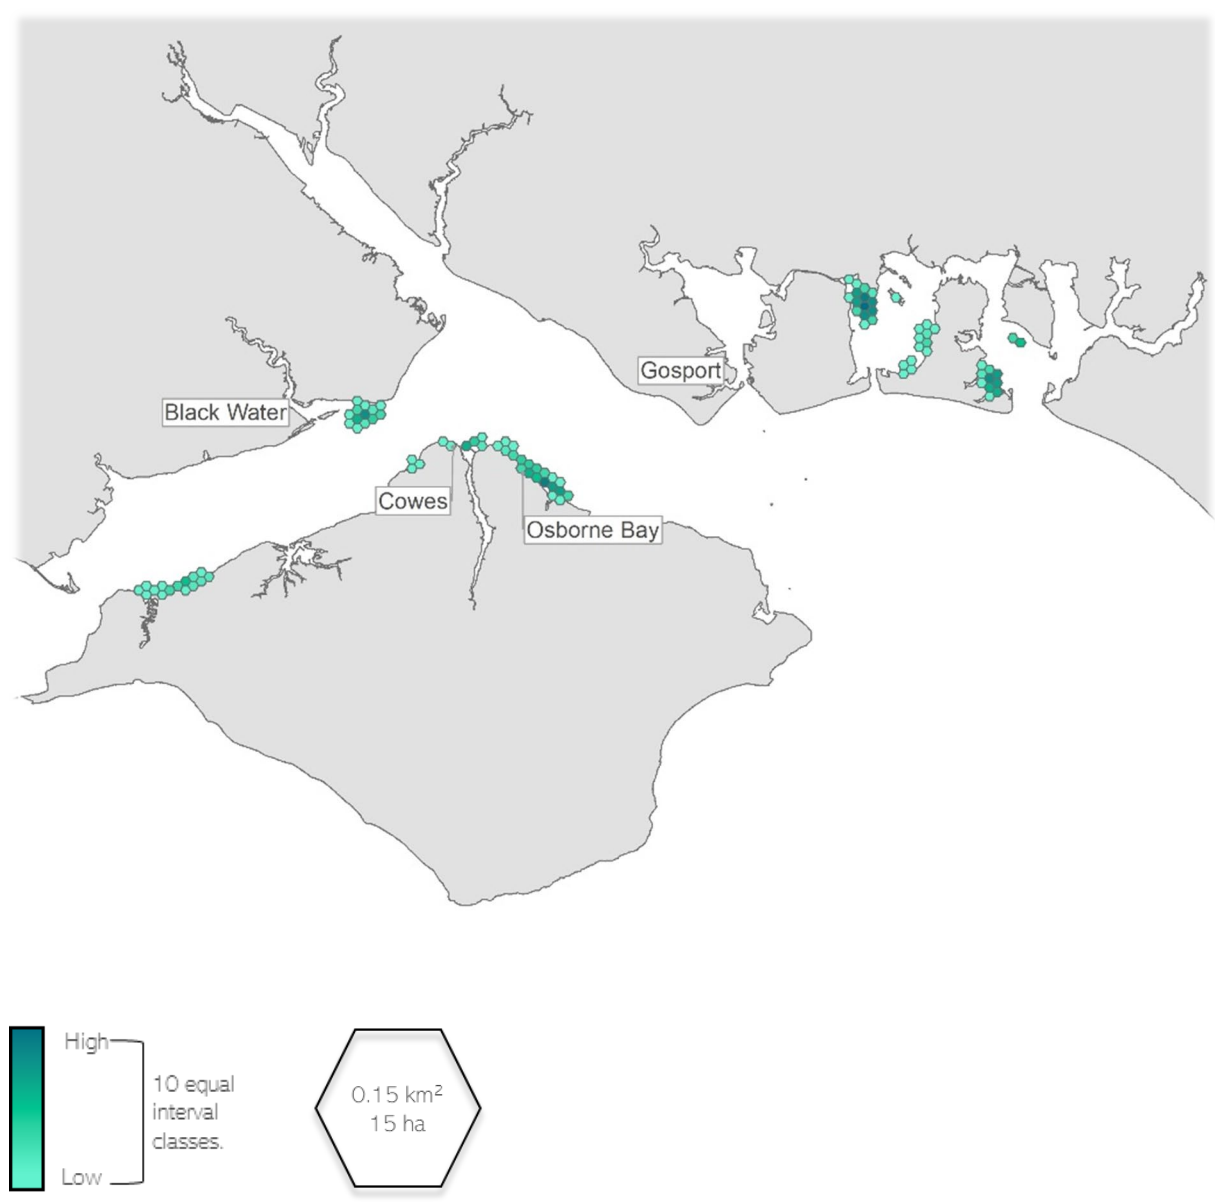 Gosport
Black Water
Cowes
Osborne Bay
High
10 equal
interval
classes.
Low
0.15 km²
15 ha